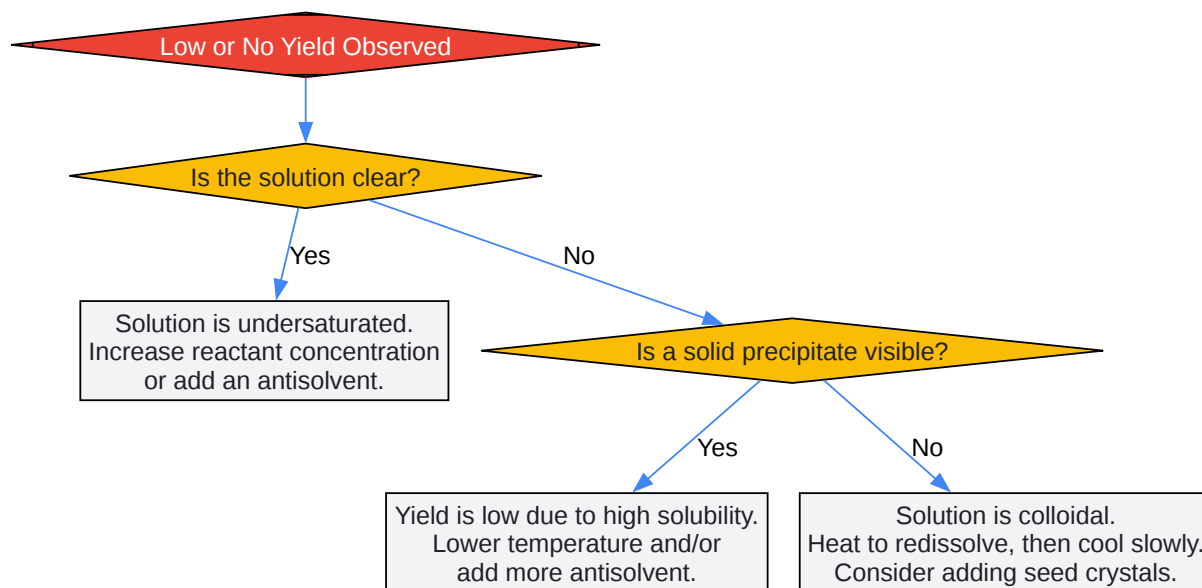 Low or No Yield Observed
Is the solution clear?
Yes
No
Solution is undersaturated.
Increase reactant concentration
or add an antisolvent.
Is a solid precipitate visible?
Yes
No
Yield is low due to high solubility.
Lower temperature and/or
add more antisolvent.
Solution is colloidal.
Heat to redissolve, then cool slowly.
Consider adding seed crystals.